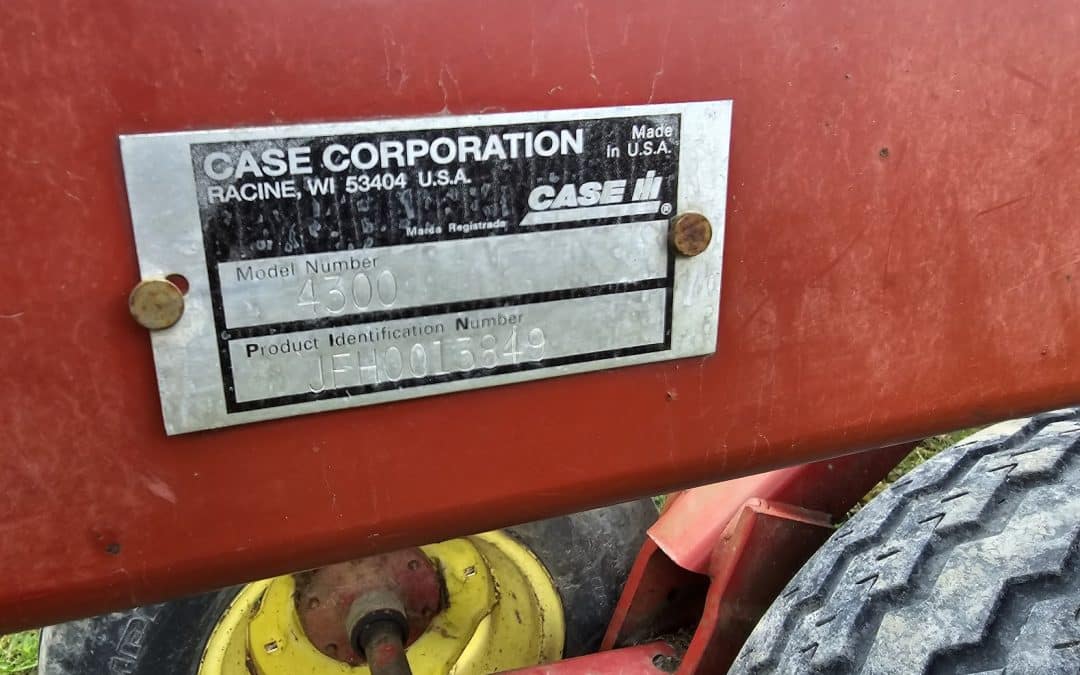 CASE CORPORATION
RACINE, WI 53404 U.S.A.
Made
In U.S.A.
CASE IH ®
Marca Registrada
Model Number
4300
Product Identification Number
JFH0013849